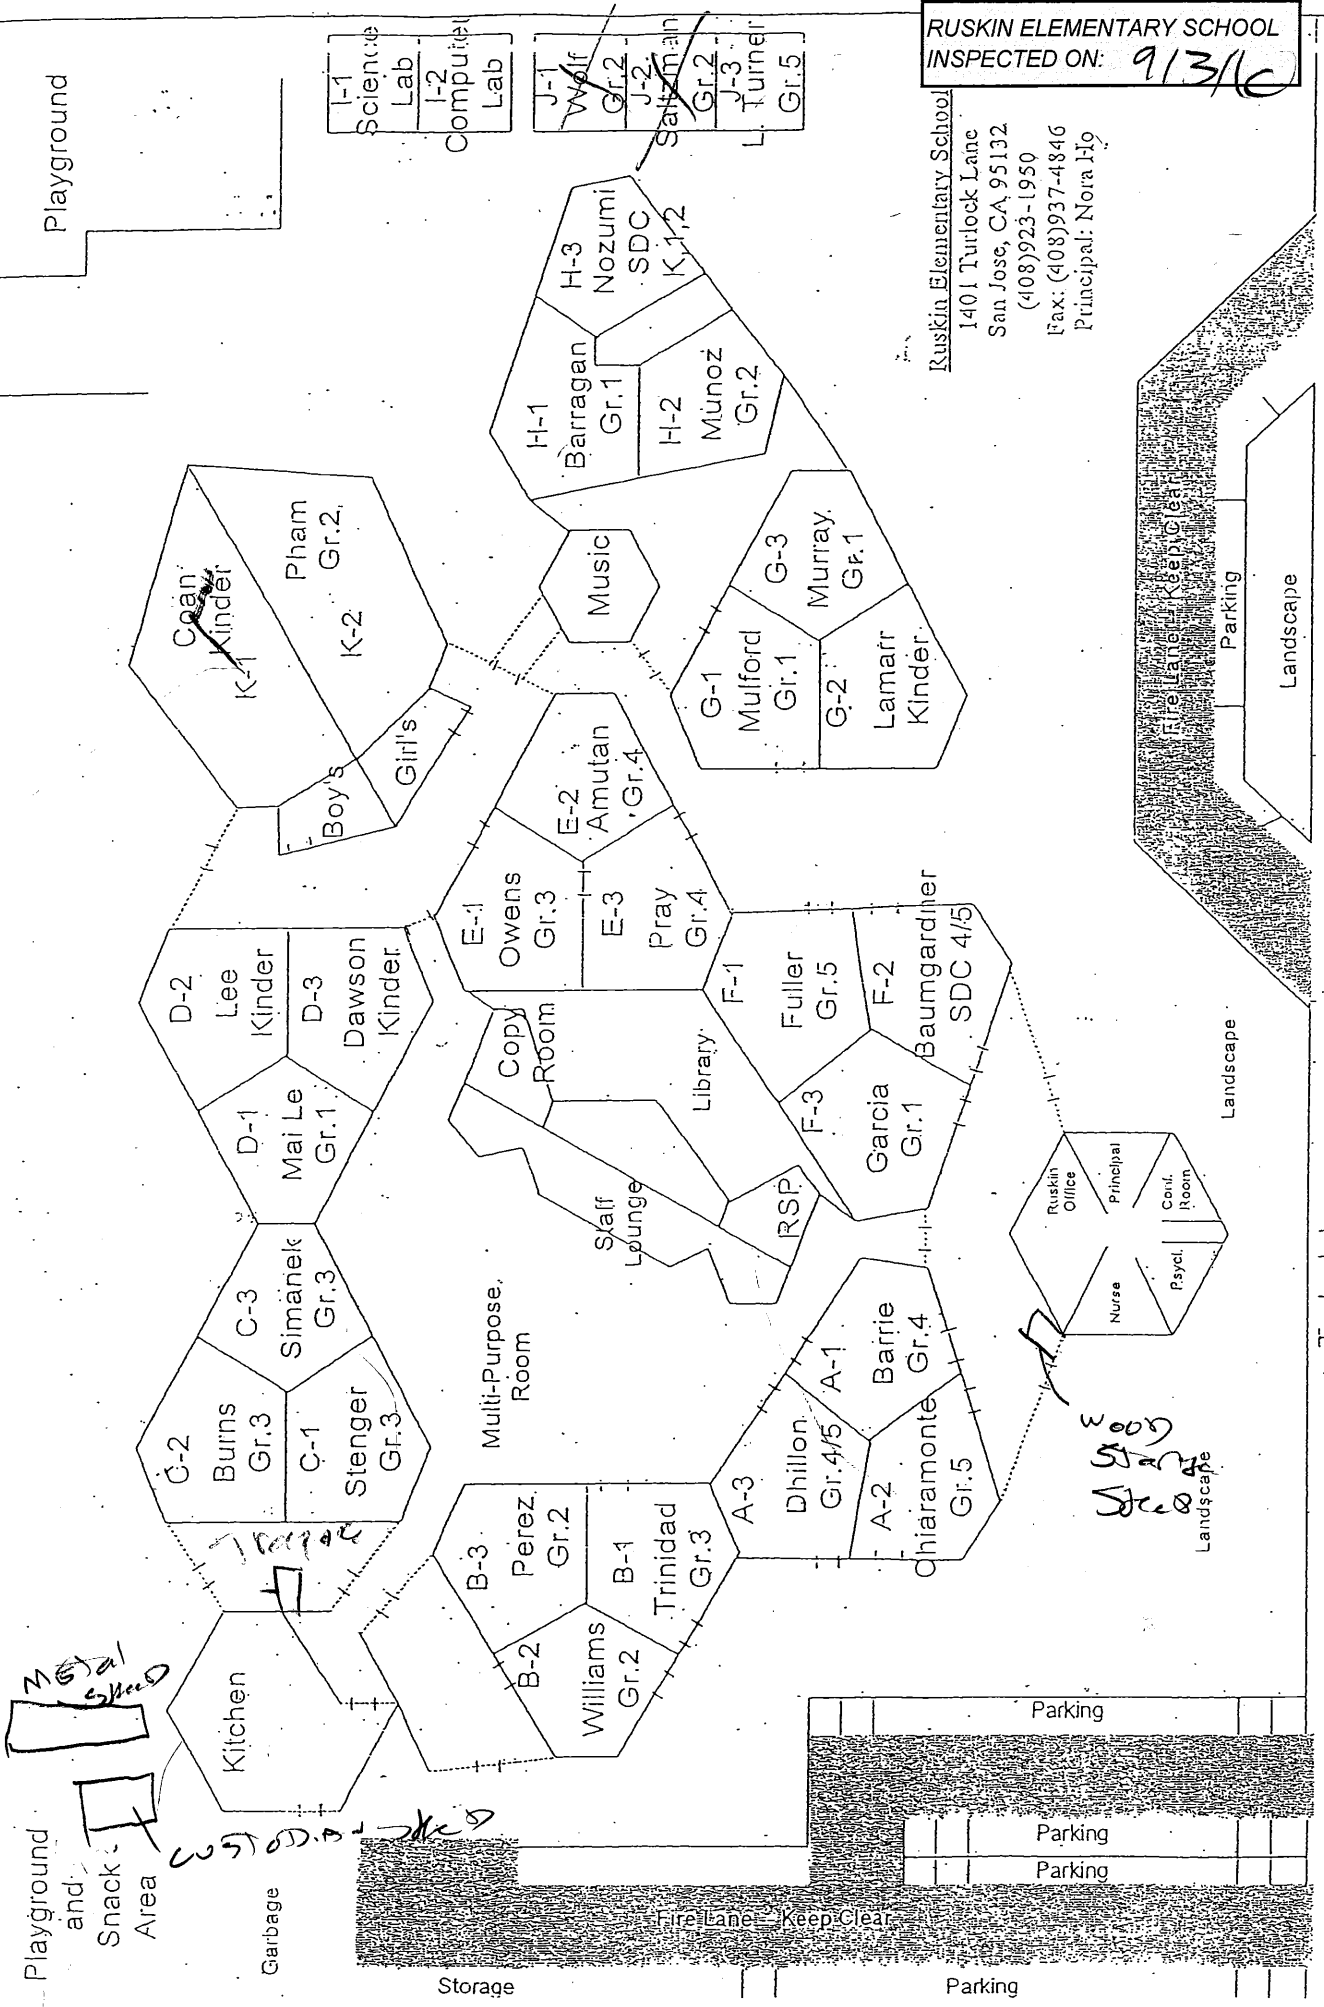 RUSKIN ELEMENTARY SCHOOL
INSPECTED ON: 9/3/
Ruskin Elementary School
1401 Turlock Lane
San Jose, CA 95132
(408)923-1950
Fax: (408)937-4846
Principal: Nora Ho
Playground
I-1
Science
Lab
I-2
Computer
Lab
J-1
Wolf
Gr.2
J-2
Saltzman
Gr.2
J-3
L. Turner
Gr.5
H-3
Nozumi
SDC
K,1,2
H-1
Barragan
Gr.1
H-2
Munoz
Gr.2
Coan
Kinder
K-1
Pham
Gr.2
K-2
Boy's
Girl's
Music
G-3
Murray
Gr.1
G-1
Mulford
Gr.1
G-2
Lamarr
Kinder
D-2
Lee
Kinder
D-3
Dawson
Kinder
D-1
Mai Le
Gr.1
E-2
Amutan
Gr.4
E-1
Owens
Gr.3
E-3
Pray
Gr.4
F-1
Fuller
Gr.5
F-2
Baumgardner
SDC 4/5
F-3
Garcia
Gr.1
Copy
Room
Library
Staff
Lounge
RSP
C-3
Simanek
Gr.3
C-2
Burns
Gr.3
C-1
Stenger
Gr.3
Multi-Purpose
Room
A-1
Barrie
Gr.4
A-3
Dhillon
Gr.4/5
A-2
Chiaramonte
Gr.5
B-3
Perez
Gr.2
B-1
Trinidad
Gr.3
B-2
Williams
Gr.2
Kitchen
Ruskin
Office
Principal
Conf.
Room
Psycl.
Nurse
Landscape
Landscape
WOOD
Storage
Shed
Metal
Shed
CUSTODIAN Shed
Playground
and
Snack
Area
Garbage
Fire Lane - Keep Clear
Storage
Parking
Parking
Parking
Parking
Fire Lane - Keep Clear
Parking
Landscape